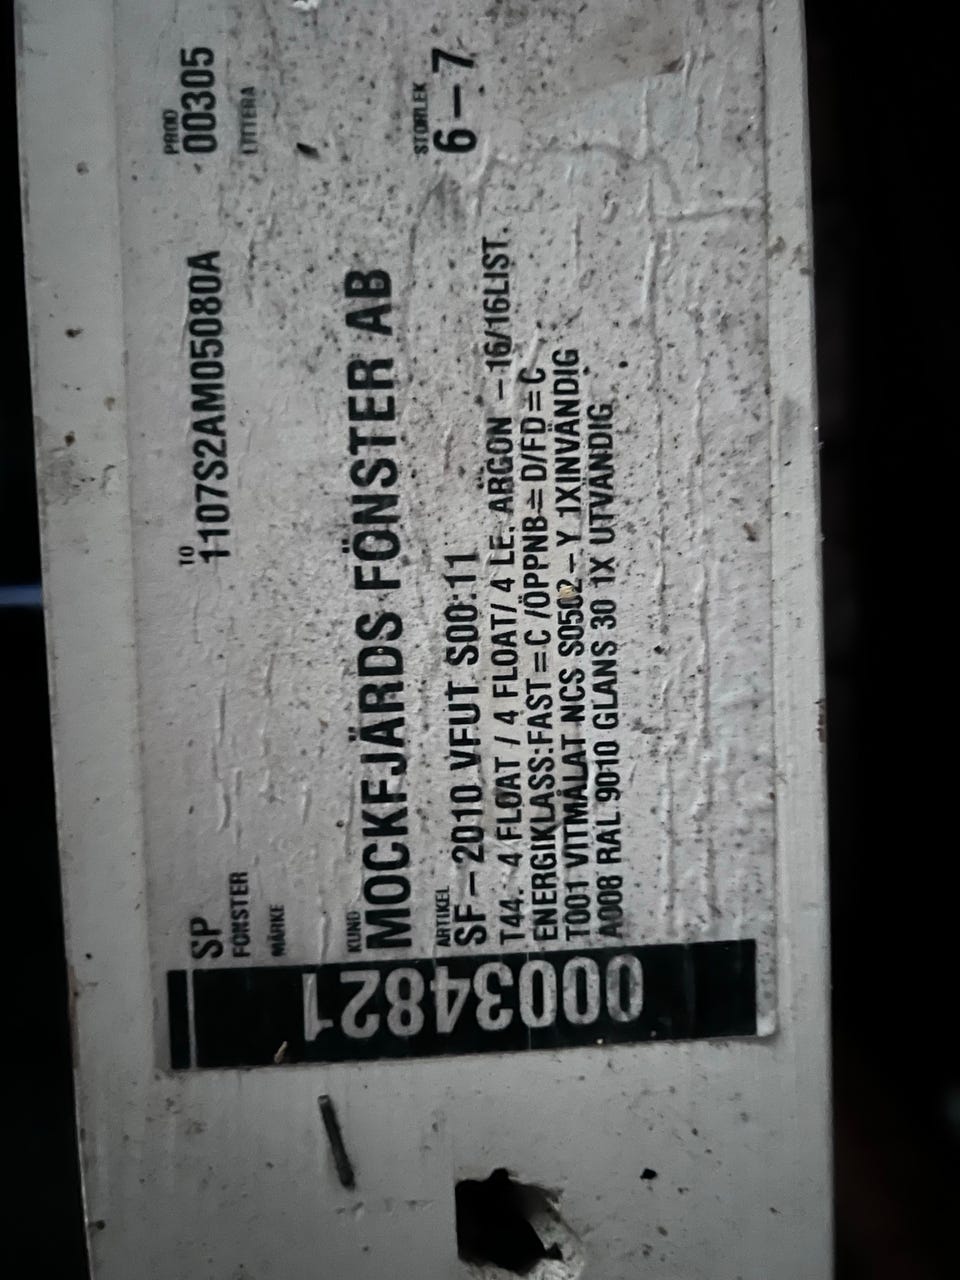 SP TO 1107S2AM05080A PROD 00305
FÖNSTER LITTERA
MÄRKE
KUND
MOCKFJÄRDS FÖNSTER AB
ARTIKEL STORLEK
SF-2010 VFUT S00:11 6-7
T44. 4 FLOAT / 4 FLOAT/ 4 LE. ARGON -16/16LIST.
ENERGIKLASS:FAST=C /ÖPPNB= D/FD=C
T001 VITMÅLAT NCS S0502-Y 1XINVÄNDIG
A008 RAL 9010 GLANS 30 1X UTVÄNDIG
00034821